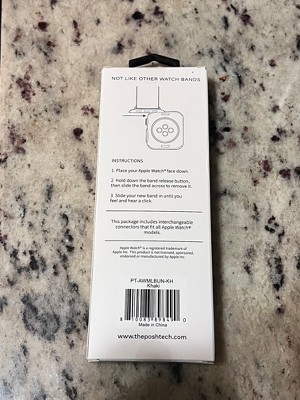 NOT LIKE OTHER WATCH BANDS
INSTRUCTIONS
1. Place your Apple Watch® face down.
2. Hold down the band release button,
then slide the band across to remove it.
3. Slide your new band in until you
feel and hear a click.
This package includes interchangeable
connectors that fit all Apple Watch®
models.
Apple Watch® is a registered trademark of
Apple Inc. This product is not licensed, sponsored,
endorsed or manufactured by Apple Inc.
PT-AWMLBUN-KH
Khaki
8 10083 89849 0
Made in China
www.theposhtech.com